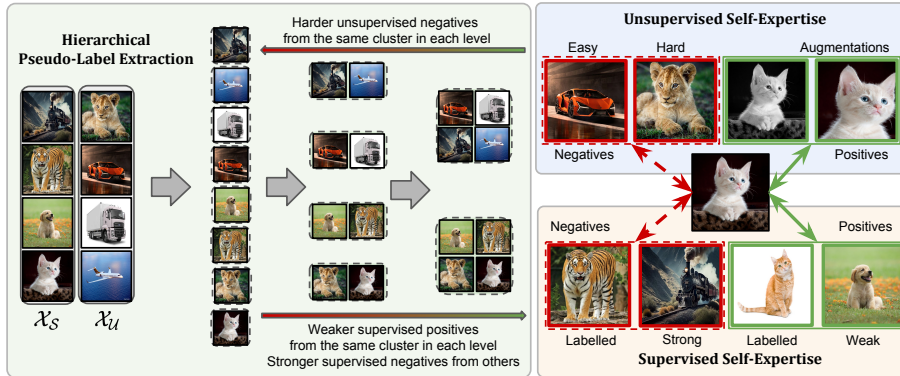 Hierarchical
Pseudo-Label Extraction
𝒳_S
𝒳_U
Harder unsupervised negatives
from the same cluster in each level
Weaker supervised positives
from the same cluster in each level
Stronger supervised negatives from others
Unsupervised Self-Expertise
Easy
Hard
Augmentations
Negatives
Positives
Negatives
Positives
Labelled
Strong
Labelled
Weak
Supervised Self-Expertise